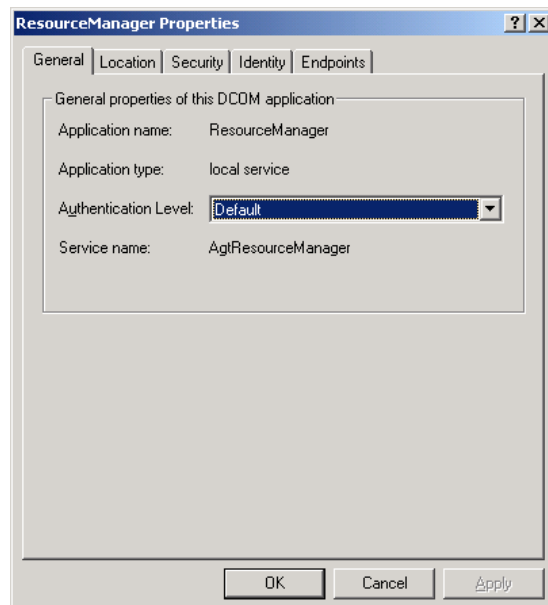 ResourceManager Properties
General Location Security Identity Endpoints
General properties of this DCOM application
Application name: ResourceManager
Application type: local service
Authentication Level: Default
Service name: AgtResourceManager
OK Cancel Apply